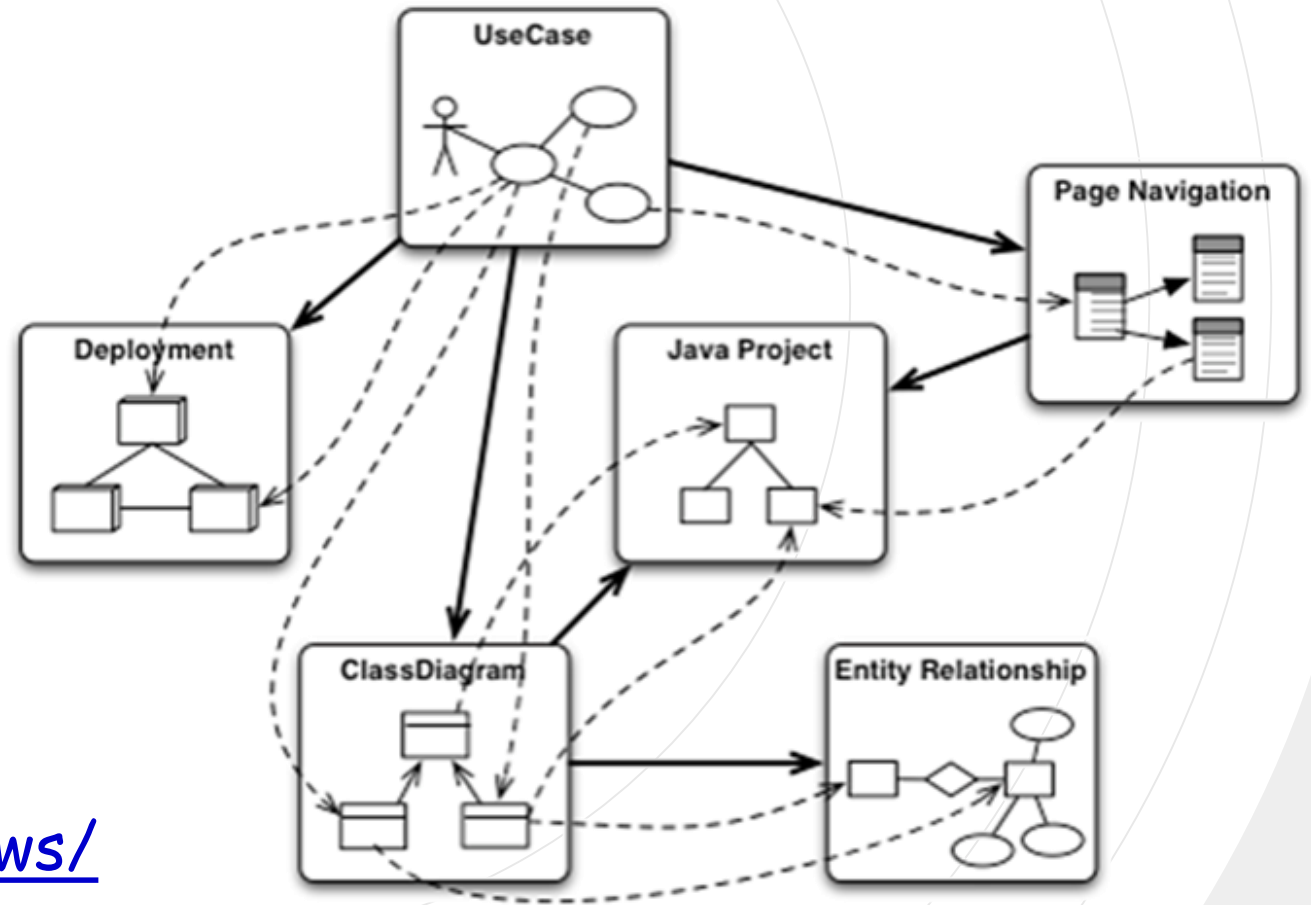 UseCase
Page Navigation
Deployment
Java Project
ClassDiagram
Entity Relationship
ws/